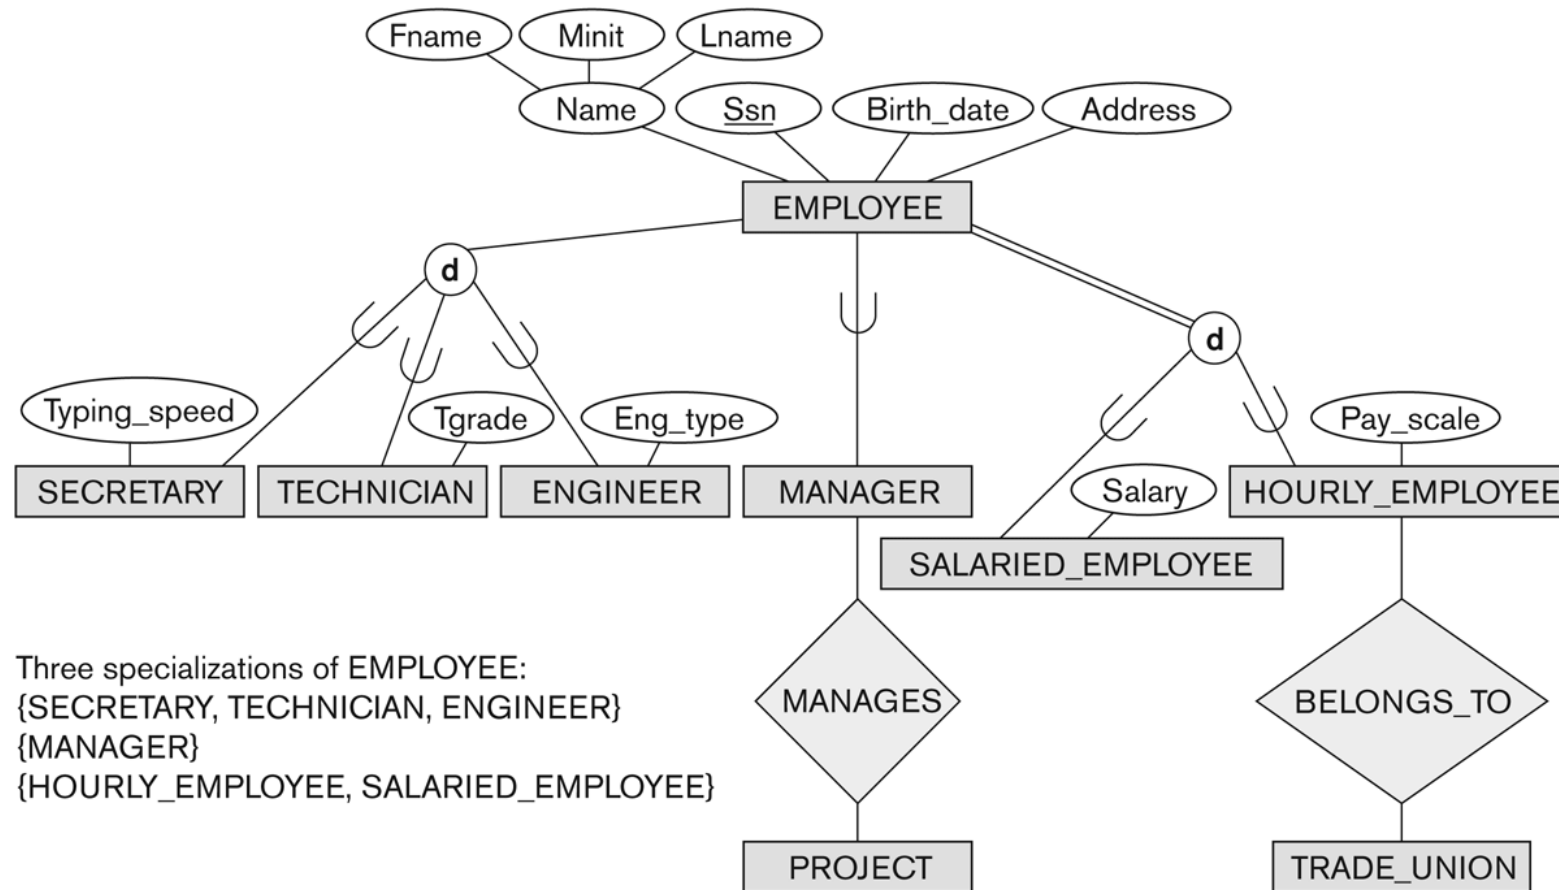 Fname Minit Lname
Name Ssn Birth_date Address
EMPLOYEE
d
d
Typing_speed Tgrade Eng_type Pay_scale
SECRETARY TECHNICIAN ENGINEER MANAGER Salary HOURLY_EMPLOYEE
SALARIED_EMPLOYEE
Three specializations of EMPLOYEE:
{SECRETARY, TECHNICIAN, ENGINEER}
{MANAGER}
{HOURLY_EMPLOYEE, SALARIED_EMPLOYEE}
MANAGES BELONGS_TO
PROJECT TRADE_UNION